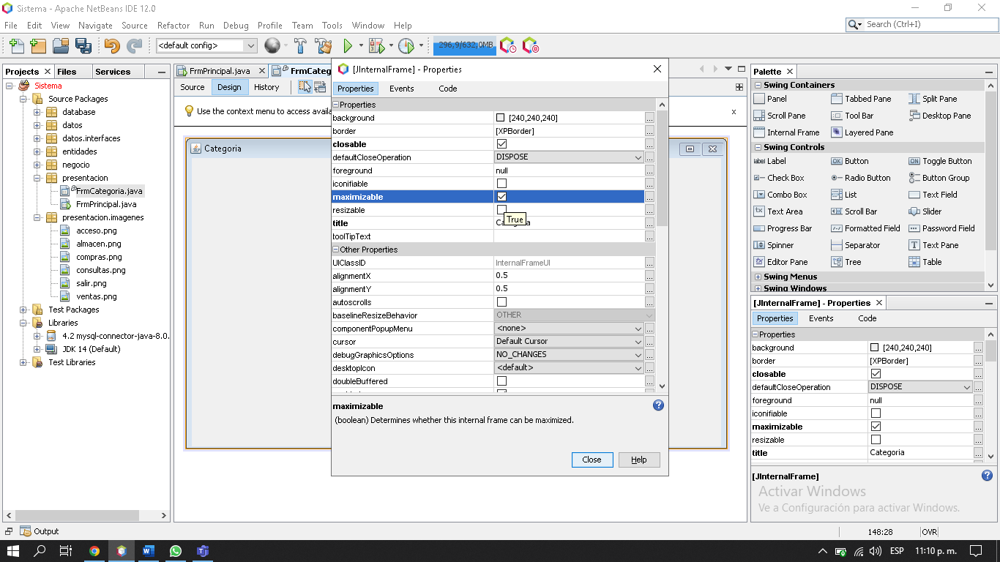 Sistema - Apache NetBeans IDE 12.0
File Edit View Navigate Source Refactor Run Debug Profile Team Tools Window Help
Search (Ctrl+I)
<default config>
296,9/632,0MB
Projects Files Services
Sistema
Source Packages
database
datos
datos.interfaces
entidades
negocio
presentacion
FrmCategoria.java
FrmPrincipal.java
presentacion.imagenes
acceso.png
almacen.png
compras.png
consultas.png
salir.png
ventas.png
Test Packages
Libraries
4.2 mysql-connector-java-8.0.
JDK 14 (Default)
Test Libraries
FrmPrincipal.java FrmCateg
Source Design History
Use the context menu to access availa
x
Categoria
[JInternalFrame] - Properties
Properties Events Code
Properties
background [240,240,240] ...
border [XPBorder] ...
closable ...
defaultCloseOperation DISPOSE ...
foreground null ...
iconifiable ...
maximizable ...
resizable ...
True
title ...
toolTipText ...
Other Properties
UIClassID InternalFrameUI ...
alignmentX 0.5 ...
alignmentY 0.5 ...
autoscrolls ...
baselineResizeBehavior OTHER
componentPopupMenu <none> ...
cursor Default Cursor ...
debugGraphicsOptions NO_CHANGES ...
desktopIcon <default> ...
doubleBuffered ...
maximizable
(boolean) Determines whether this internal frame can be maximized.
Close Help
Palette
Swing Containers
Panel Tabbed Pane Split Pane
Scroll Pane Tool Bar Desktop Pane
Internal Frame Layered Pane
Swing Controls
label Label OK Button ON Toggle Button
Check Box Radio Button Button Group
Combo Box List Text Field
Text Area Scroll Bar Slider
Progress Bar Formatted Field Password Field
Spinner Separator Text Pane
Editor Pane Tree Table
Swing Menus
Swing Windows
[JInternalFrame] - Properties
Properties Events Code
Properties
background [240,240,240] ...
border [XPBorder] ...
closable ...
defaultCloseOperation DISPOSE ...
foreground null ...
iconifiable ...
maximizable ...
resizable ...
title Categoria ...
[JInternalFrame]
Activar Windows
Ve a Configuración para activar Windows.
Output
148:28 OVR
ESP 11:10 p. m.